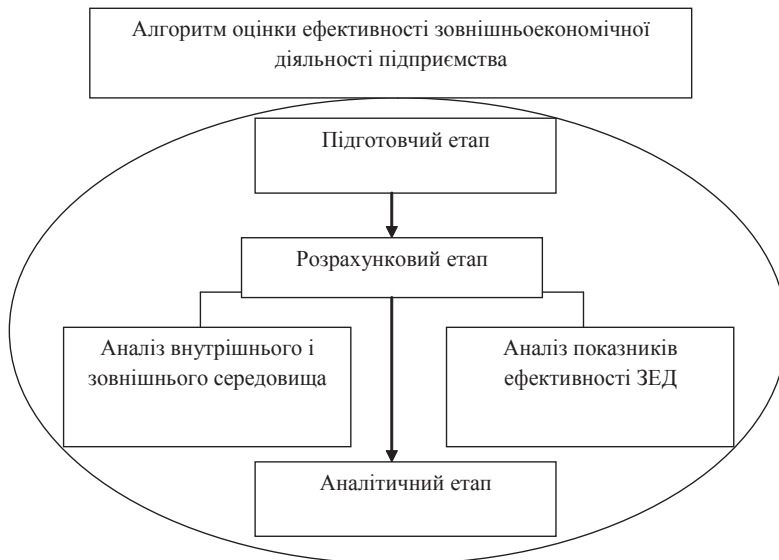 Алгоритм оцінки ефективності зовнішньоекономічної
діяльності підприємства
Підготовчий етап
Розрахунковий етап
Аналіз внутрішнього і
зовнішнього середовища
Аналіз показників
ефективності ЗЕД
Аналітичний етап